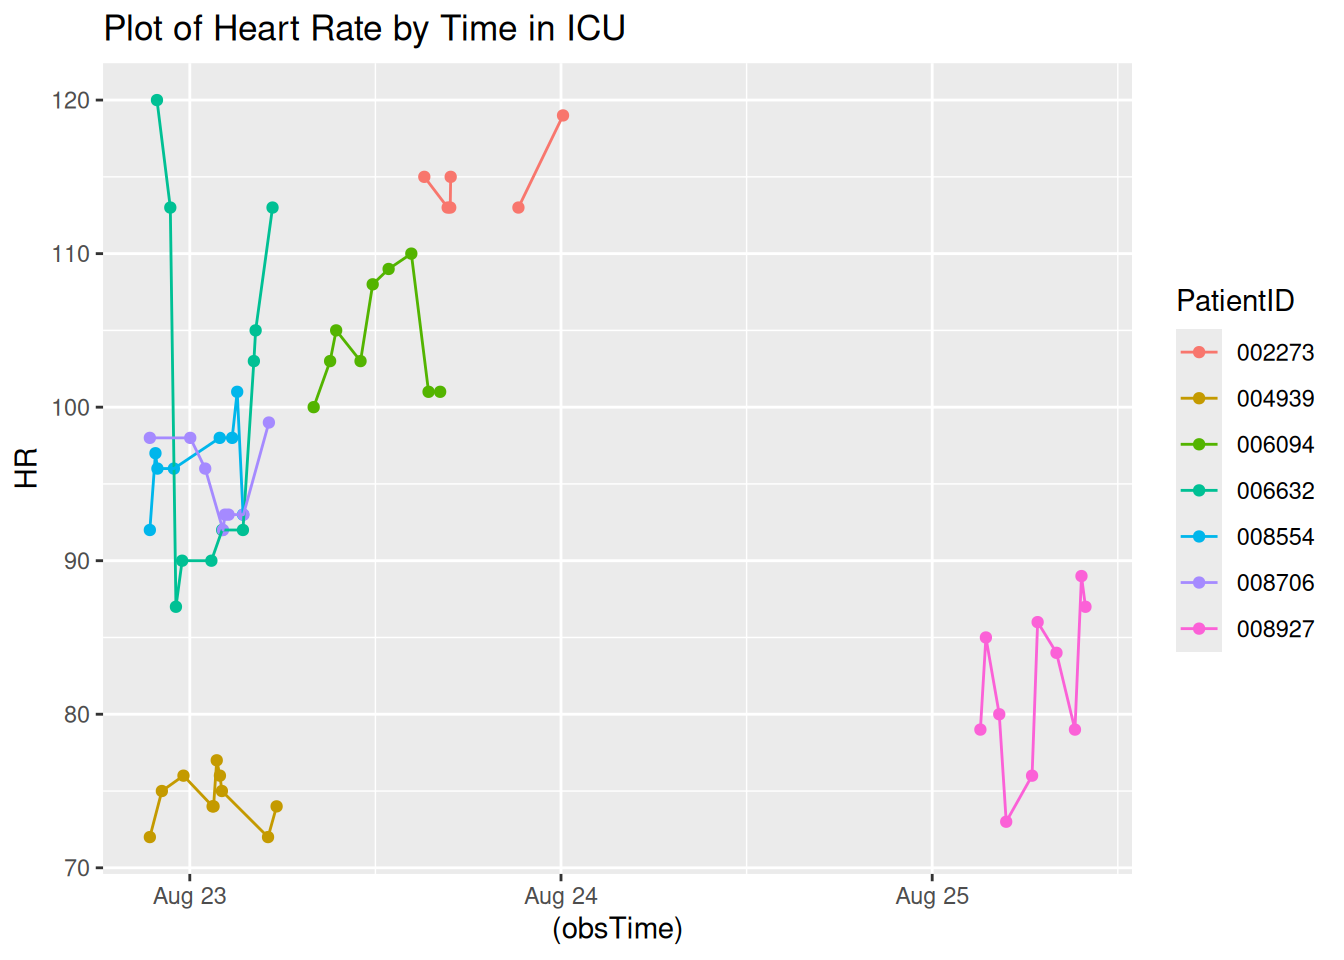 Plot of Heart Rate by Time in ICU
120
110
100
90
80
70
HR
Aug 23
Aug 24
Aug 25
(obsTime)
PatientID
002273
004939
006094
006632
008554
008706
008927